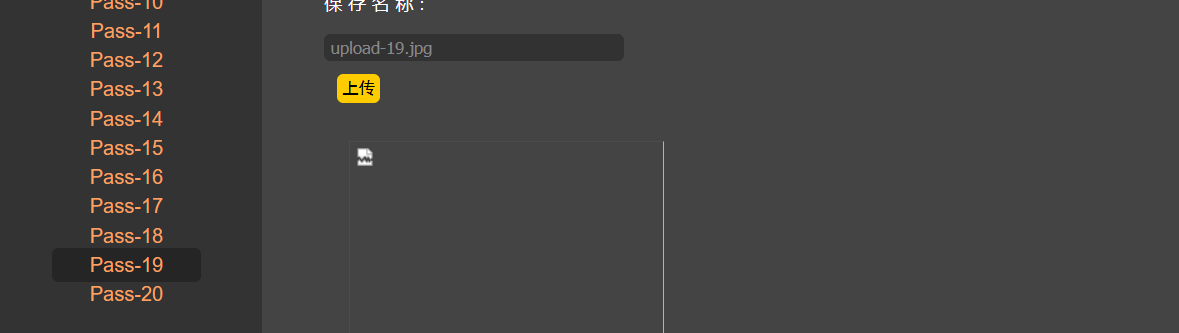 Pass-10
Pass-11
Pass-12
Pass-13
Pass-14
Pass-15
Pass-16
Pass-17
Pass-18
Pass-19
Pass-20
保存名称:
upload-19.jpg
上传